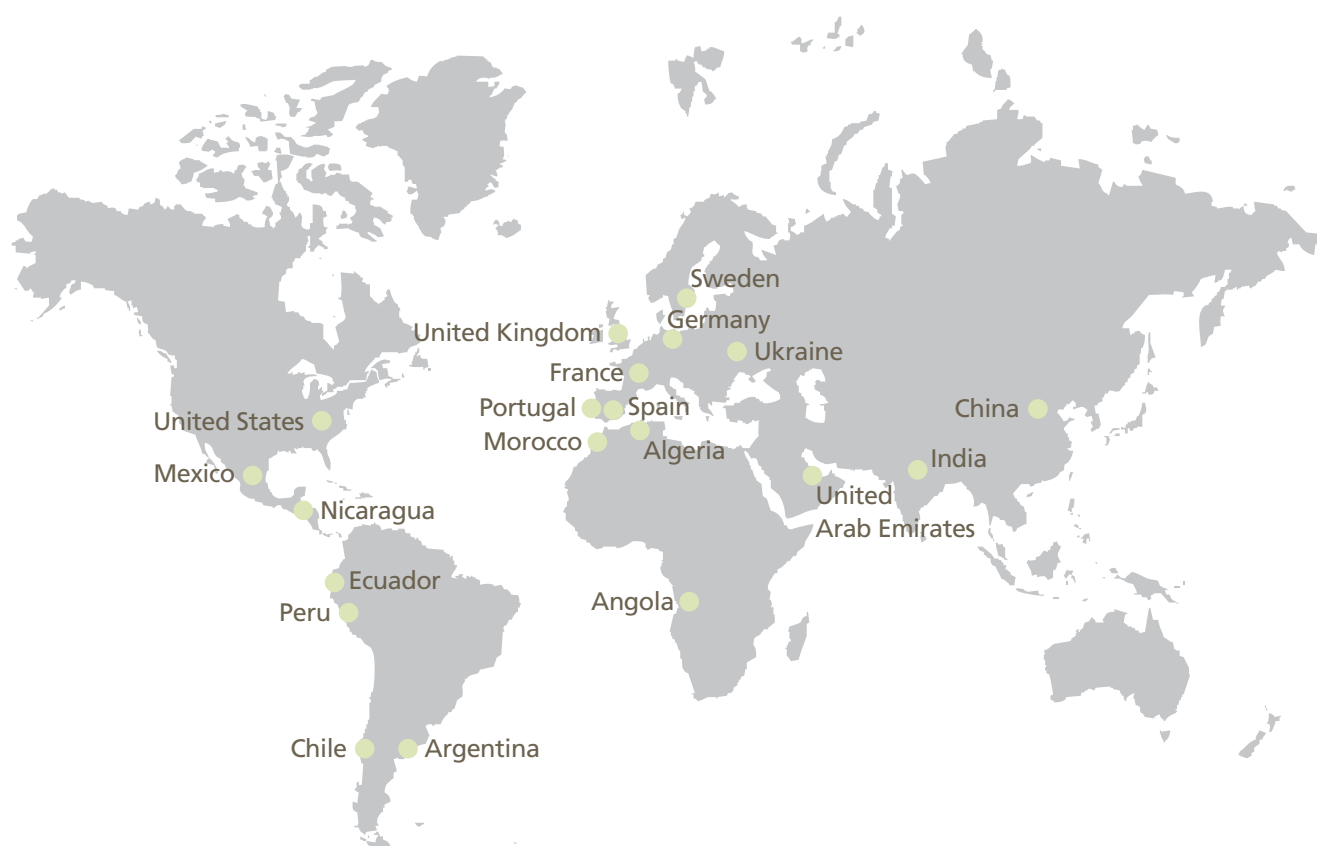 Sweden
Germany
United Kingdom
Ukraine
France
Portugal
Spain
China
United States
Morocco
Algeria
India
Mexico
United
Arab Emirates
Nicaragua
Ecuador
Angola
Peru
Chile
Argentina